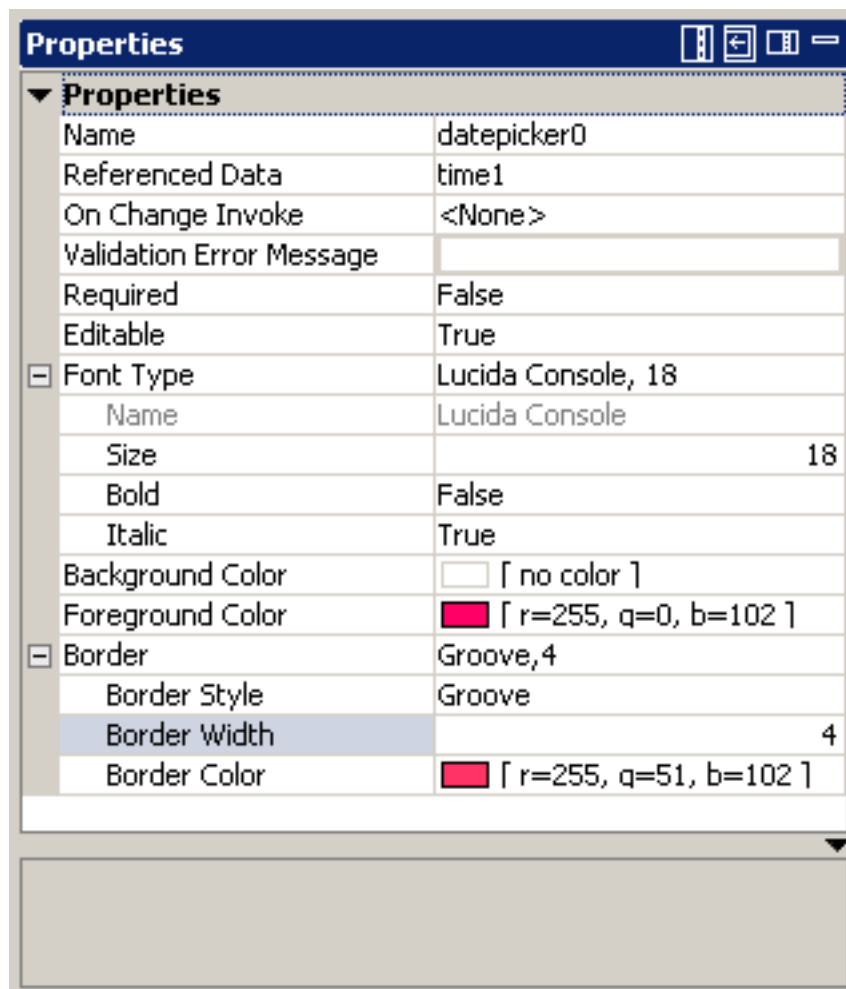 Properties
Properties
Name datepicker0
Referenced Data time1
On Change Invoke <None>
Validation Error Message
Required False
Editable True
Font Type Lucida Console, 18
Name Lucida Console
Size 18
Bold False
Italic True
Background Color [ no color ]
Foreground Color [ r=255, g=0, b=102 ]
Border Groove,4
Border Style Groove
Border Width 4
Border Color [ r=255, g=51, b=102 ]